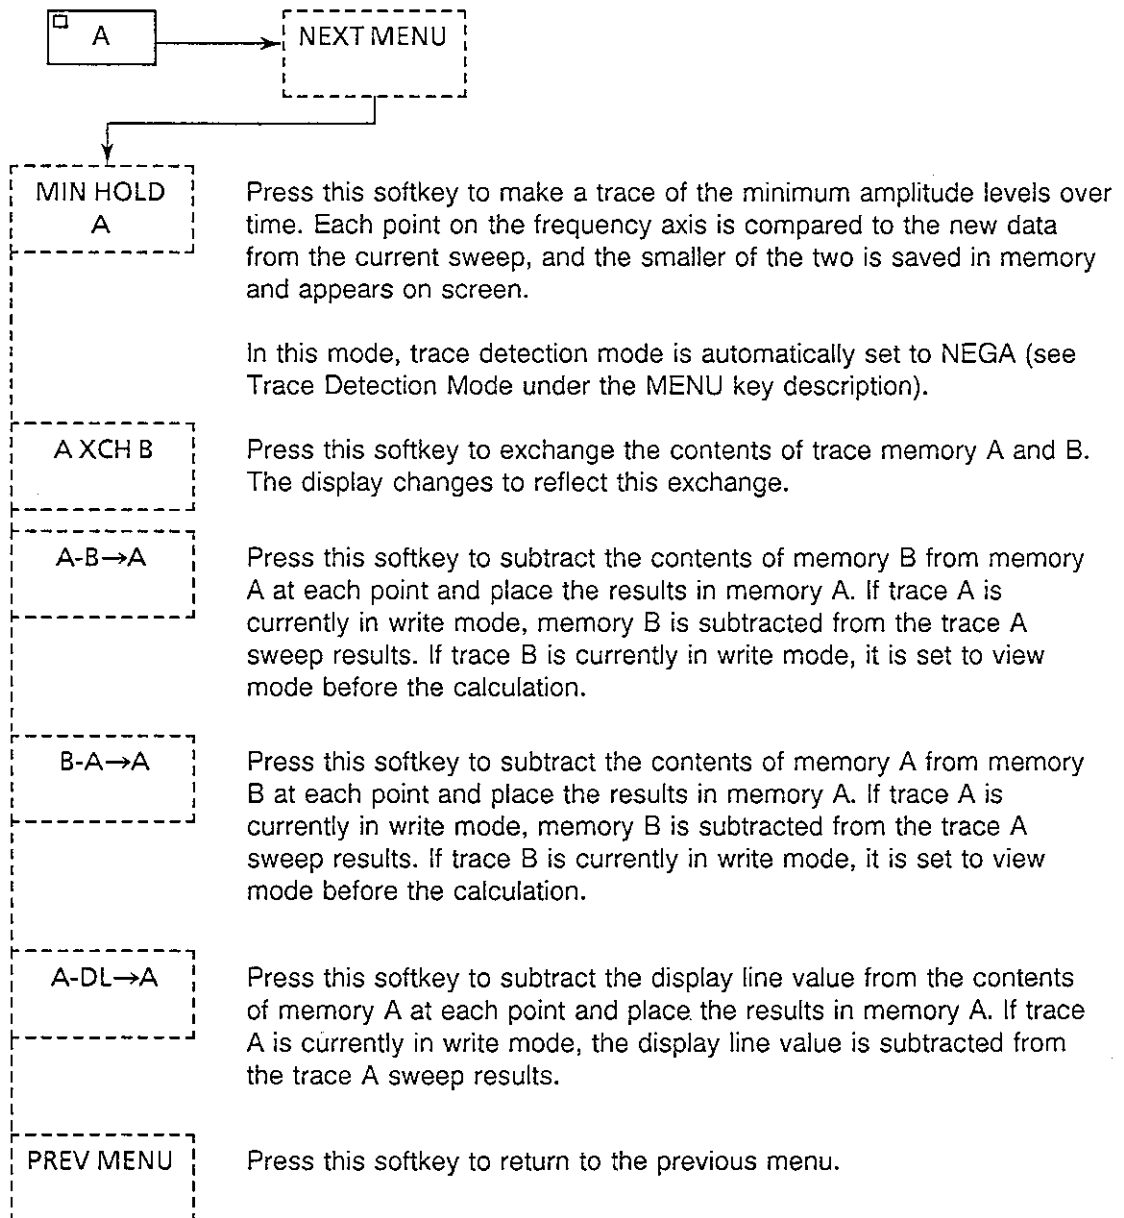 A
NEXT MENU
MIN HOLD
A
Press this softkey to make a trace of the minimum amplitude levels over
time. Each point on the frequency axis is compared to the new data
from the current sweep, and the smaller of the two is saved in memory
and appears on screen.
In this mode, trace detection mode is automatically set to NEGA (see
Trace Detection Mode under the MENU key description).
A XCH B
Press this softkey to exchange the contents of trace memory A and B.
The display changes to reflect this exchange.
A-B→A
Press this softkey to subtract the contents of memory B from memory
A at each point and place the results in memory A. If trace A is
currently in write mode, memory B is subtracted from the trace A
sweep results. If trace B is currently in write mode, it is set to view
mode before the calculation.
B-A→A
Press this softkey to subtract the contents of memory A from memory
B at each point and place the results in memory A. If trace A is
currently in write mode, memory B is subtracted from the trace A
sweep results. If trace B is currently in write mode, it is set to view
mode before the calculation.
A-DL→A
Press this softkey to subtract the display line value from the contents
of memory A at each point and place the results in memory A. If trace
A is currently in write mode, the display line value is subtracted from
the trace A sweep results.
PREV MENU
Press this softkey to return to the previous menu.